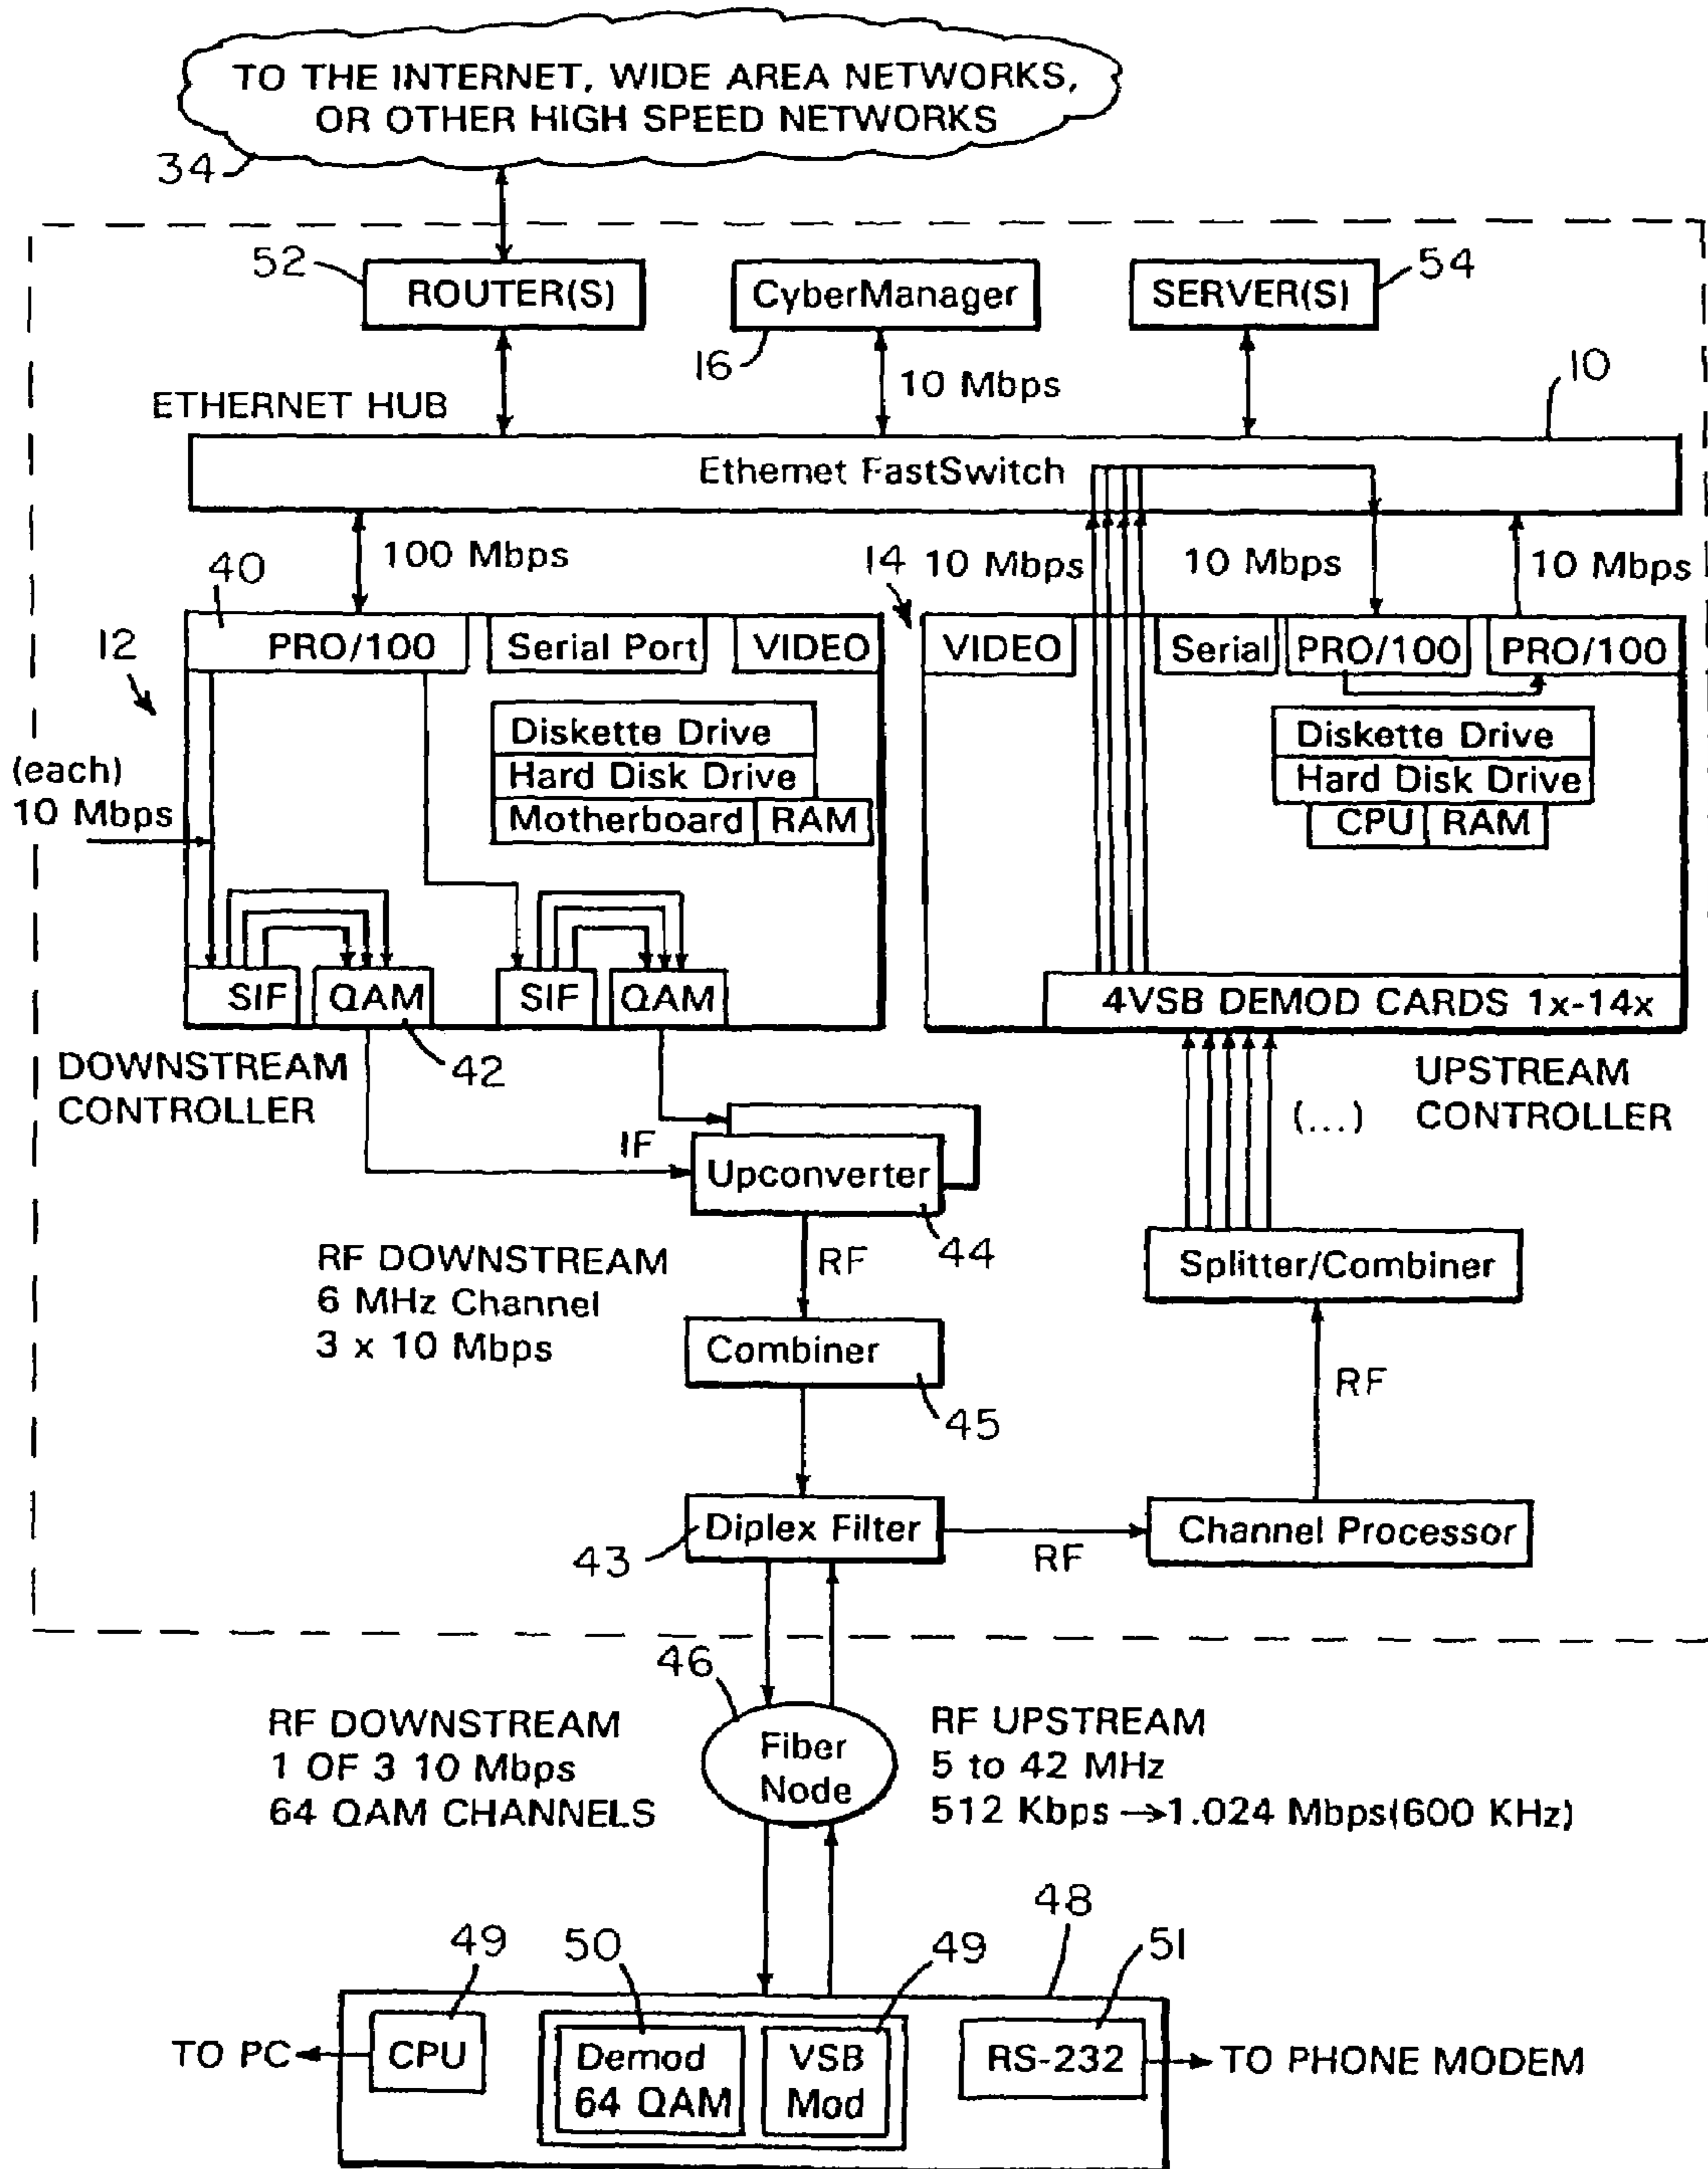 TO THE INTERNET, WIDE AREA NETWORKS,
OR OTHER HIGH SPEED NETWORKS
34
52
ROUTER(S)
CyberManager
16
10 Mbps
SERVER(S)
54
10
ETHERNET HUB
Ethemet FastSwitch
100 Mbps
14
10 Mbps
10 Mbps
10 Mbps
40
12
PRO/100
Serial Port
VIDEO
VIDEO
Serial
PRO/100
PRO/100
Diskette Drive
Hard Disk Drive
Motherboard
RAM
Diskette Drive
Hard Disk Drive
CPU
RAM
(each)
10 Mbps
SIF
QAM
SIF
QAM
4VSB DEMOD CARDS 1x-14x
DOWNSTREAM
CONTROLLER
42
UPSTREAM
CONTROLLER
(...)
IF
Upconverter
44
RF
RF DOWNSTREAM
6 MHz Channel
3 x 10 Mbps
Splitter/Combiner
Combiner
45
RF
Diplex Filter
43
RF
Channel Processor
46
Fiber
Node
RF DOWNSTREAM
1 OF 3 10 Mbps
64 QAM CHANNELS
RF UPSTREAM
5 to 42 MHz
512 Kbps →1.024 Mbps(600 KHz)
48
49
50
49
51
TO PC
CPU
Demod
64 QAM
VSB
Mod
RS-232
TO PHONE MODEM